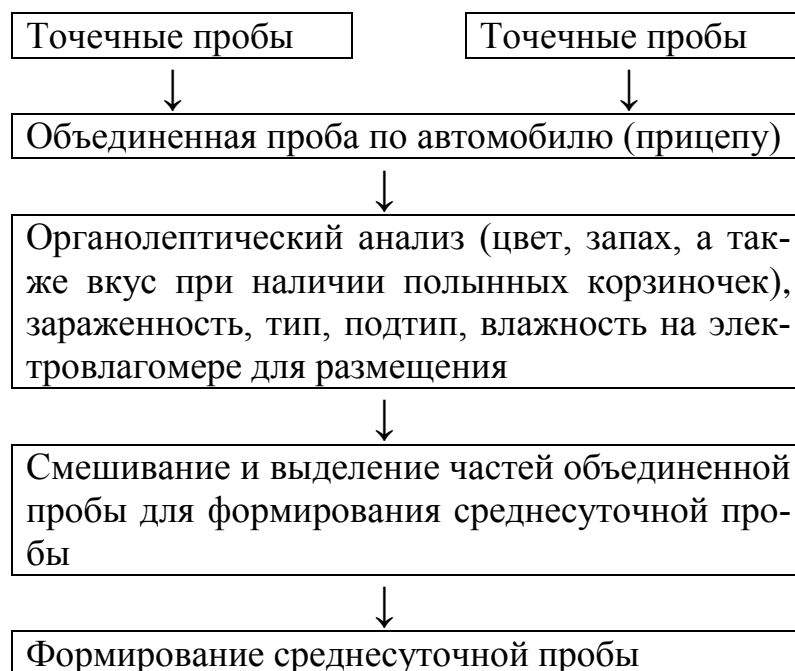 Точечные пробы
Точечные пробы
Объединенная проба по автомобилю (прицепу)
Органолептический анализ (цвет, запах, а так-
же вкус при наличии полынных корзиночек),
зараженность, тип, подтип, влажность на элек-
тровлагомере для размещения
Смешивание и выделение частей объединенной
пробы для формирования среднесуточной про-
бы
Формирование среднесуточной пробы